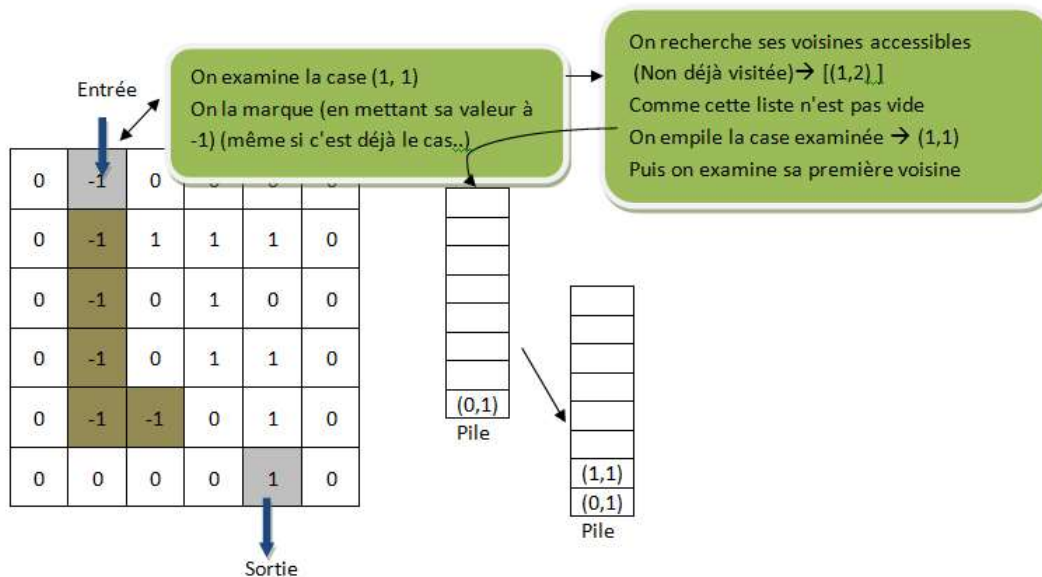 On examine la case (1, 1)
On la marque (en mettant sa valeur à
-1) (même si c'est déjà le cas..)
On recherche ses voisines accessibles
(Non déjà visitée)→ [(1,2) ]
Comme cette liste n'est pas vide
On empile la case examinée → (1,1)
Puis on examine sa première voisine
Entrée
0 -1 0
0 -1 1 1 1 0
0 -1 0 1 0 0
0 -1 0 1 1 0
0 -1 -1 0 1 0
0 0 0 0 1 0
Sortie
(0,1)
Pile
(1,1)
(0,1)
Pile